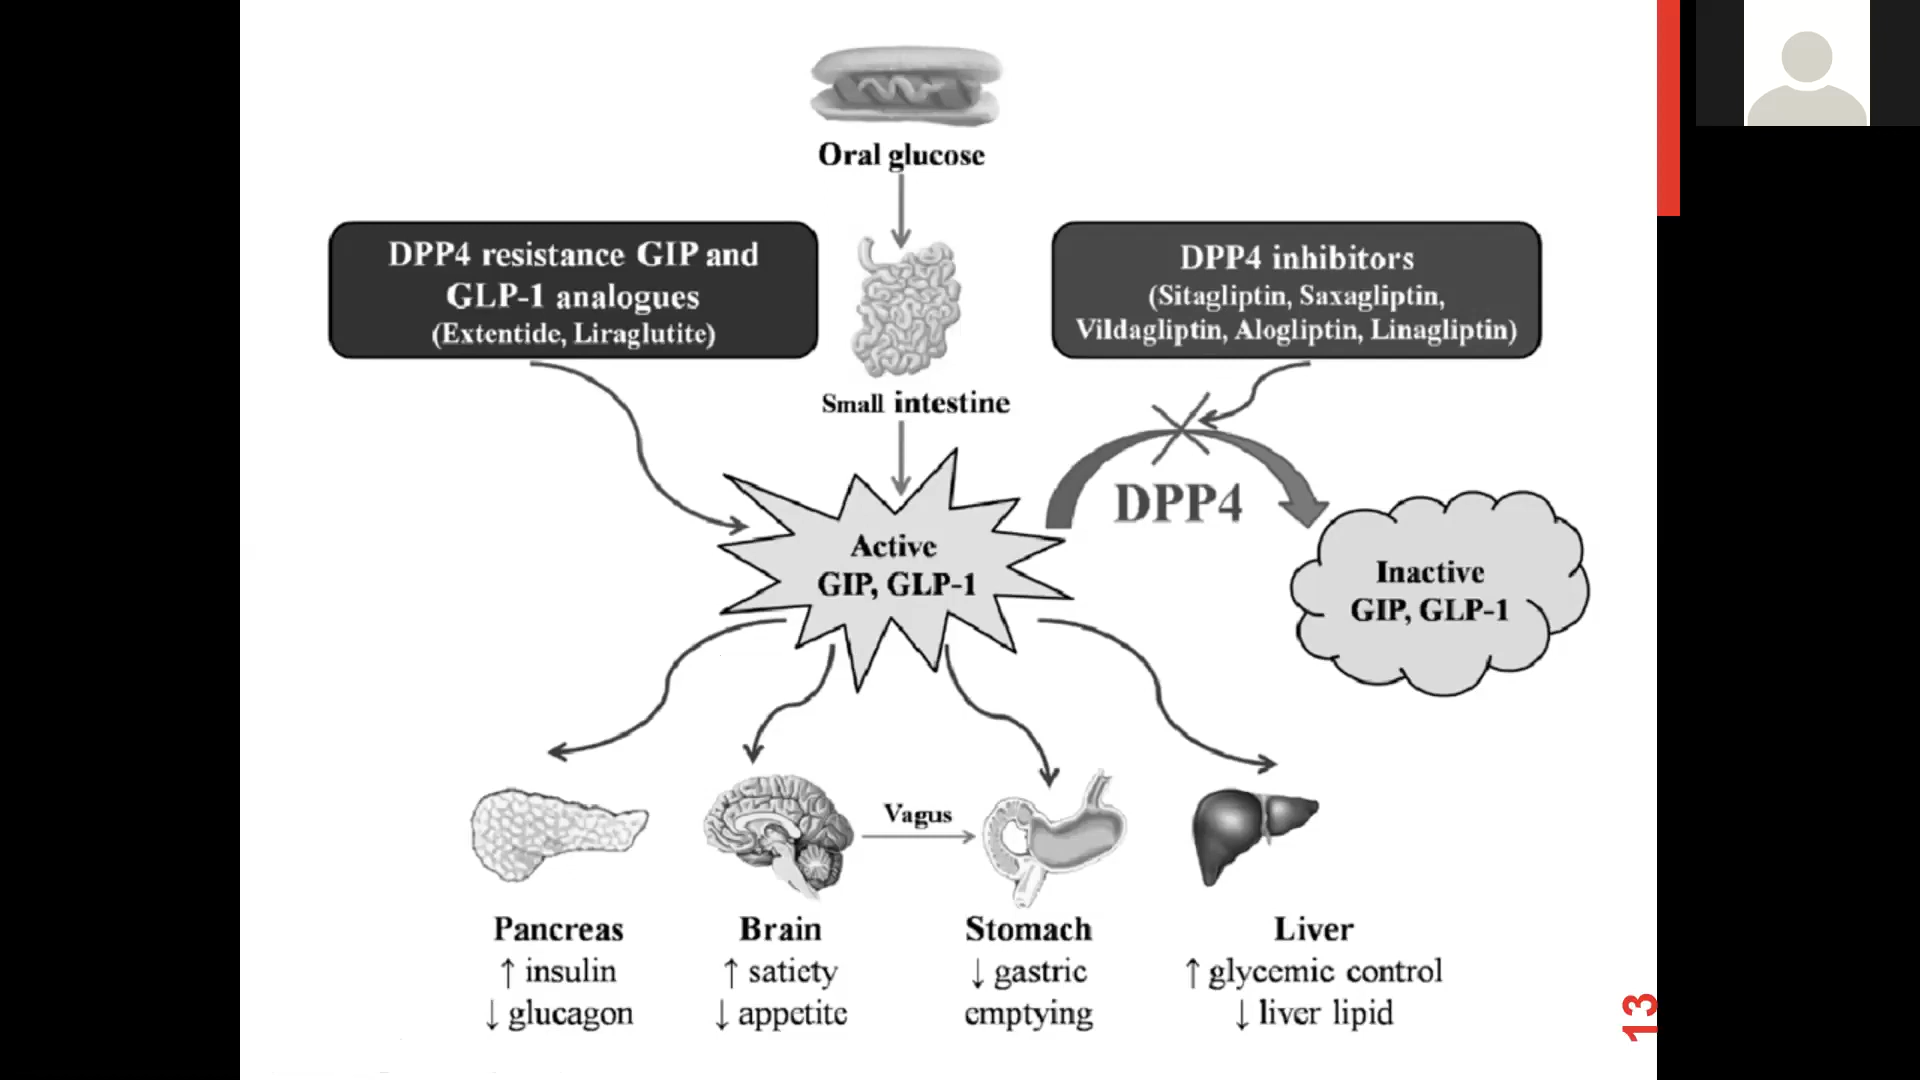 Oral glucose
DPP4 resistance GIP and
GLP-1 analogues
(Extentide, Liraglutite)
DPP4 inhibitors
(Sitagliptin, Saxagliptin,
Vildagliptin, Alogliptin, Linagliptin)
Small intestine
DPP4
Active
GIP, GLP-1
Inactive
GIP, GLP-1
Vagus
Pancreas
↑ insulin
↓ glucagon
Brain
↑ satiety
↓ appetite
Stomach
↓ gastric
emptying
Liver
↑ glycemic control
↓ liver lipid
13